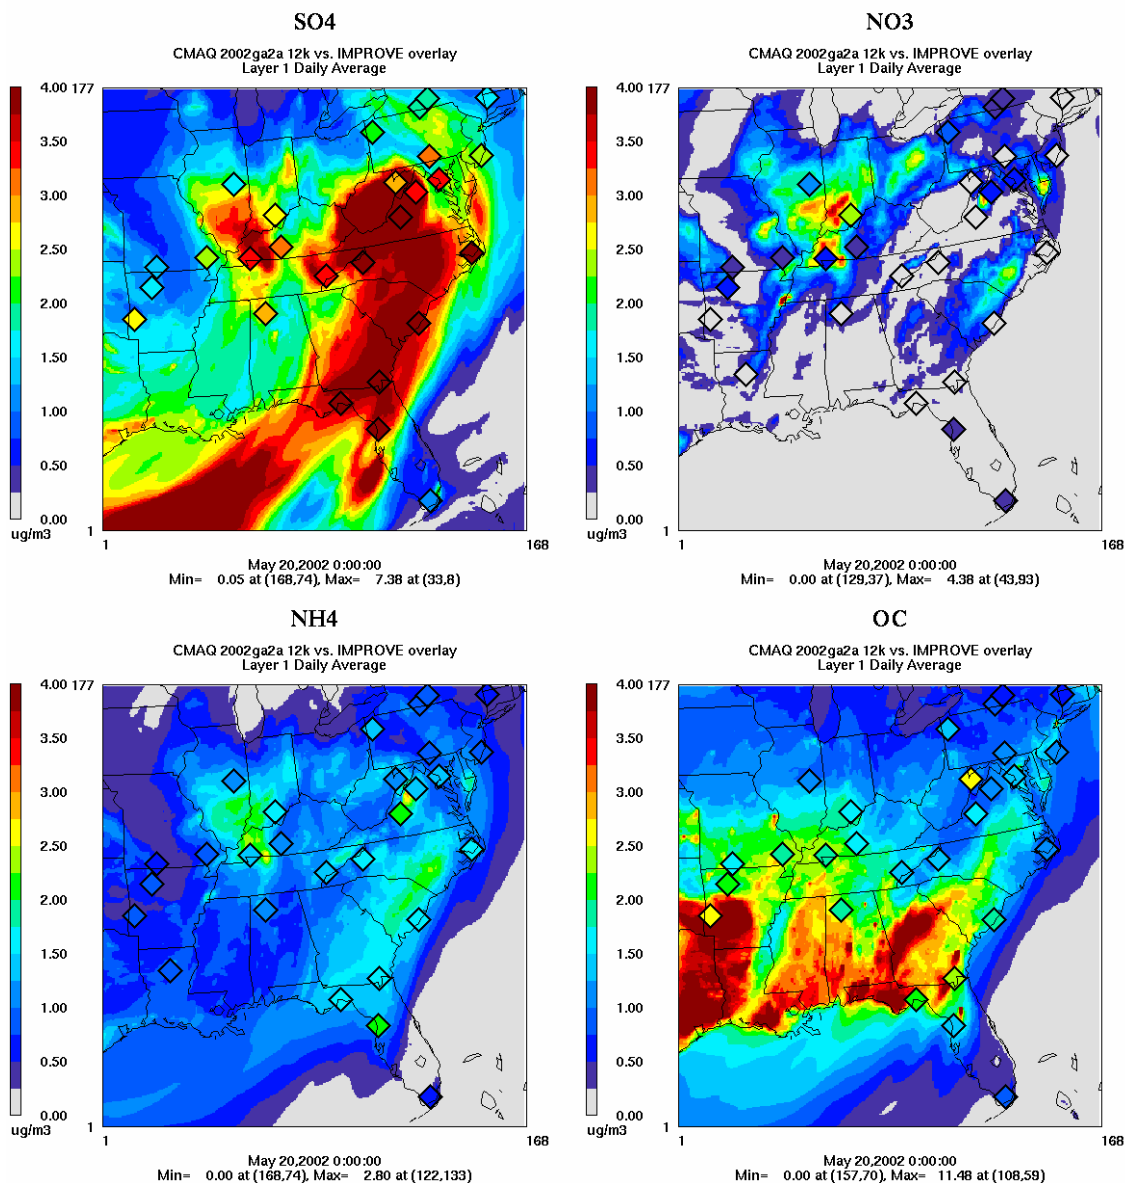 SO4
CMAQ 2002ga2a 12k vs. IMPROVE overlay
Layer 1 Daily Average
4.00 177
3.50
3.00
2.50
2.00
1.50
1.00
0.50
0.00
ug/m3
1
1
168
May 20,2002 0:00:00
Min= 0.05 at (168,74), Max= 7.38 at (33,8)
NO3
CMAQ 2002ga2a 12k vs. IMPROVE overlay
Layer 1 Daily Average
4.00 177
3.50
3.00
2.50
2.00
1.50
1.00
0.50
0.00
ug/m3
1
1
168
May 20,2002 0:00:00
Min= 0.00 at (129,37), Max= 4.38 at (43,93)
NH4
CMAQ 2002ga2a 12k vs. IMPROVE overlay
Layer 1 Daily Average
4.00 177
3.50
3.00
2.50
2.00
1.50
1.00
0.50
0.00
ug/m3
1
1
168
May 20,2002 0:00:00
Min= 0.00 at (168,74), Max= 2.80 at (122,133)
OC
CMAQ 2002ga2a 12k vs. IMPROVE overlay
Layer 1 Daily Average
4.00 177
3.50
3.00
2.50
2.00
1.50
1.00
0.50
0.00
ug/m3
1
1
168
May 20,2002 0:00:00
Min= 0.00 at (157,70), Max= 11.48 at (108,59)